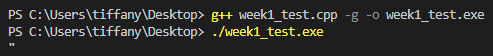 PS C:\Users\tiffany\Desktop> g++ week1_test.cpp -g -o week1_test.exe
PS C:\Users\tiffany\Desktop> ./week1_test.exe
"